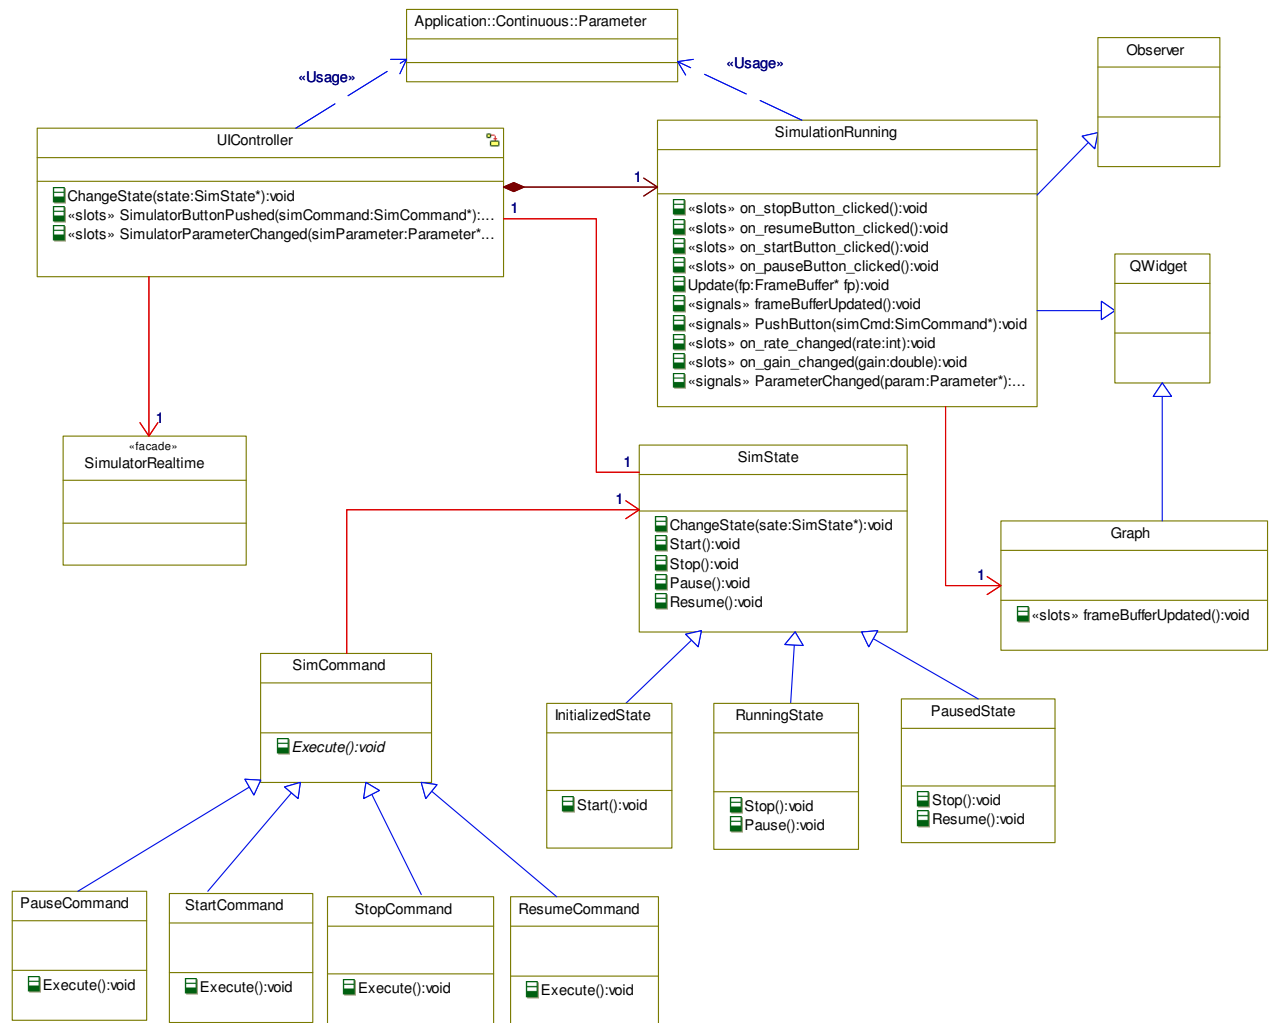 Application::Continuous::Parameter
«Usage»
«Usage»
Observer
UIController
ChangeState(state:SimState*):void
«slots» SimulatorButtonPushed(simCommand:SimCommand*):...
«slots» SimulatorParameterChanged(simParameter:Parameter*...
1
1
SimulationRunning
«slots» on_stopButton_clicked():void
«slots» on_resumeButton_clicked():void
«slots» on_startButton_clicked():void
«slots» on_pauseButton_clicked():void
Update(fp:FrameBuffer* fp):void
«signals» frameBufferUpdated():void
«signals» PushButton(simCmd:SimCommand*):void
«slots» on_rate_changed(rate:int):void
«slots» on_gain_changed(gain:double):void
«signals» ParameterChanged(param:Parameter*):...
QWidget
1
«facade»
SimulatorRealtime
1
1
SimState
ChangeState(sate:SimState*):void
Start():void
Stop():void
Pause():void
Resume():void
1
Graph
«slots» frameBufferUpdated():void
SimCommand
Execute():void
InitializedState
Start():void
RunningState
Stop():void
Pause():void
PausedState
Stop():void
Resume():void
PauseCommand
Execute():void
StartCommand
Execute():void
StopCommand
Execute():void
ResumeCommand
Execute():void